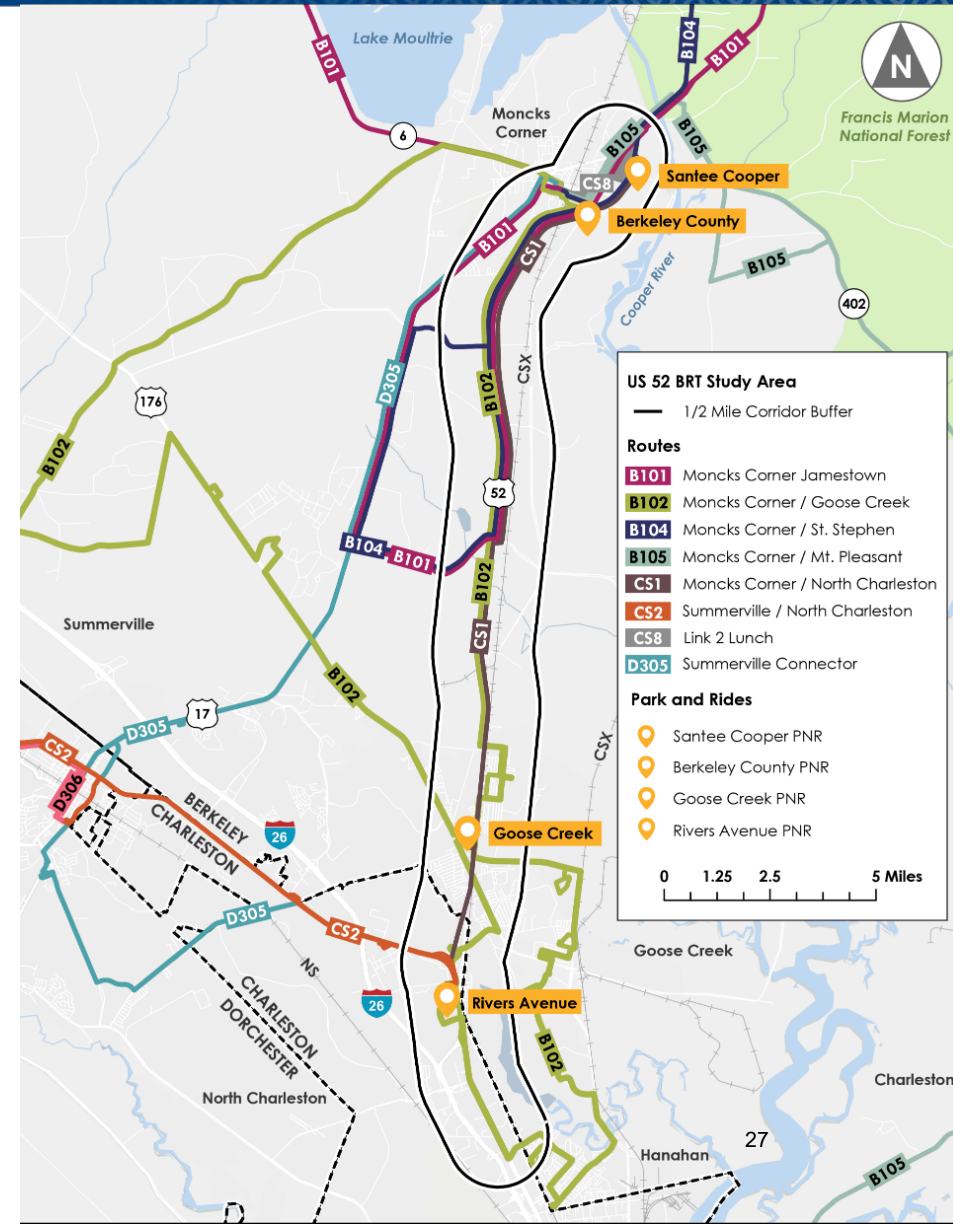 Lake Moultrie
B101
B104
B101
N
Francis Marion
National Forest
Moncks
Corner
6
B105
B105
CS8
Santee Cooper
Berkeley County
B101
CS1
Cooper River
B105
402
D305
CSX
B102
176
B102
52
B104
B101
B102
CS1
Summerville
B102
17
D305
CS2
D306
BERKELEY
CHARLESTON
26
Goose Creek
CSX
D305
CS2
NS
26
Rivers Avenue
CHARLESTON
DORCHESTER
B102
North Charleston
Goose Creek
Charleston
27
Hanahan
B105
US 52 BRT Study Area
1/2 Mile Corridor Buffer
Routes
B101 Moncks Corner Jamestown
B102 Moncks Corner / Goose Creek
B104 Moncks Corner / St. Stephen
B105 Moncks Corner / Mt. Pleasant
CS1 Moncks Corner / North Charleston
CS2 Summerville / North Charleston
CS8 Link 2 Lunch
D305 Summerville Connector
Park and Rides
Santee Cooper PNR
Berkeley County PNR
Goose Creek PNR
Rivers Avenue PNR
0 1.25 2.5 5 Miles